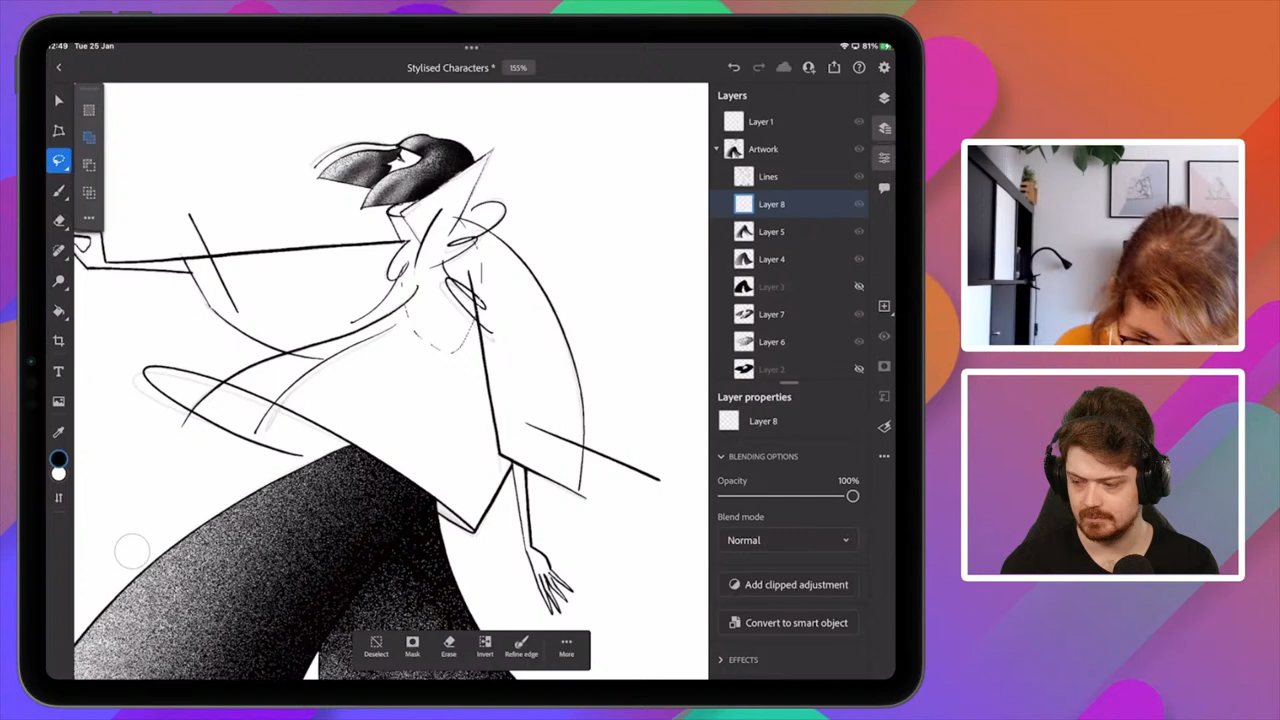 12:49 Tue 25 Jan
81%
Stylised Characters * 155%
Layers
Layer 1
Artwork
Lines
Layer 8
Layer 5
Layer 4
Layer 3
Layer 7
Layer 6
Layer 2
Layer properties
Layer 8
BLENDING OPTIONS
Opacity 100%
Blend mode
Normal
Add clipped adjustment
Convert to smart object
EFFECTS
Deselect Mask Erase Invert Refine edge More